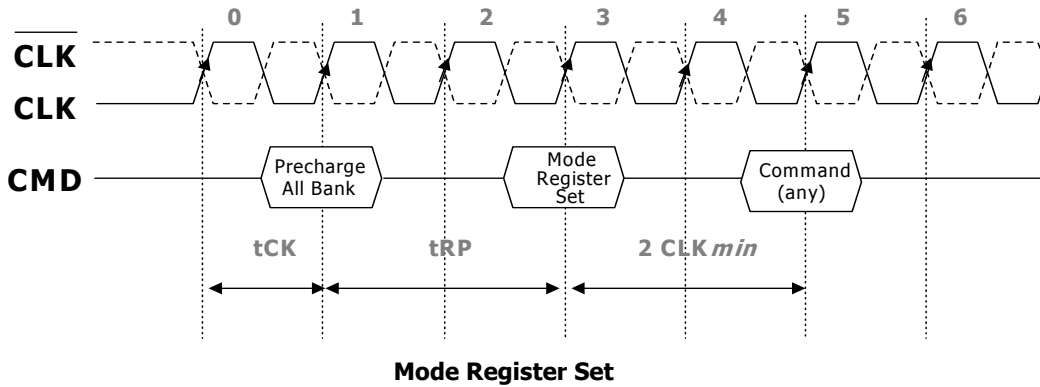 0 1 2 3 4 5 6
CLK
CLK
CMD
Precharge
All Bank
Mode
Register
Set
Command
(any)
tCK tRP 2 CLK min
Mode Register Set